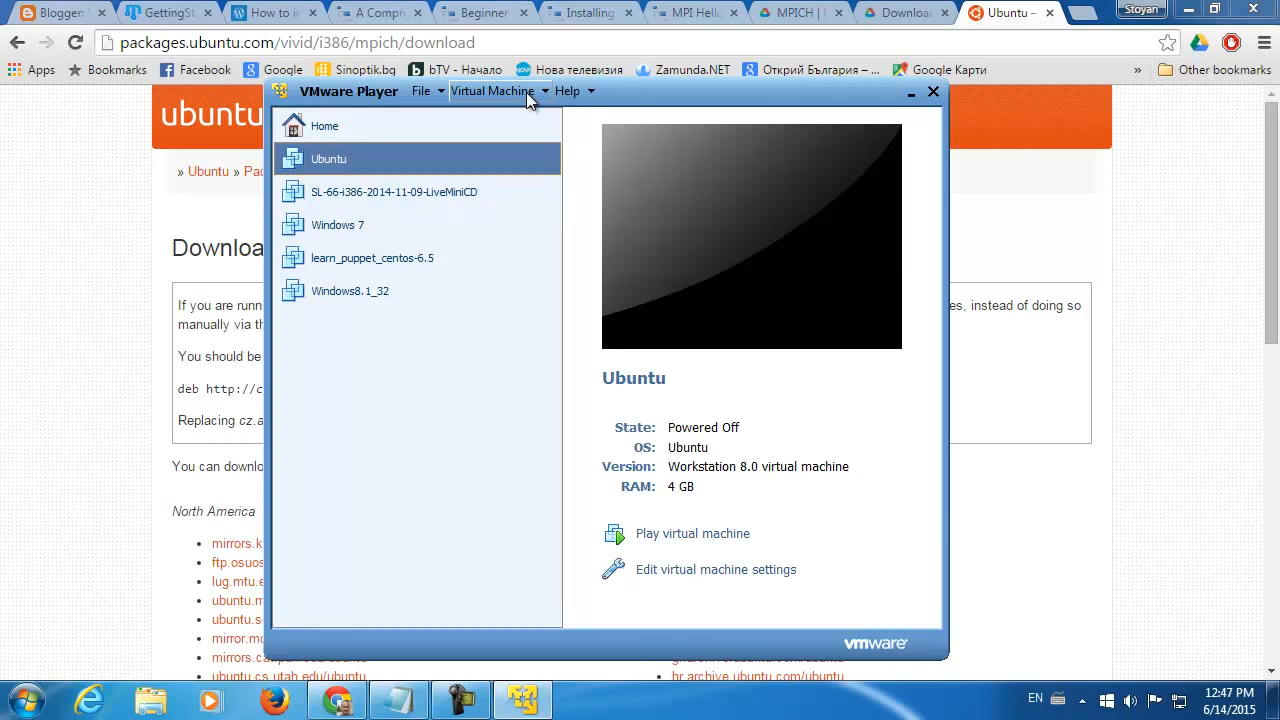 Blogger:
GettingSt
How to in
A Compr
Beginner
Installing
MPI Hello
MPICH |
Downloa
Ubuntu –
Stoyan
packages.ubuntu.com/vivid/i386/mpich/download
Apps
Bookmarks
Facebook
Google
Sinoptik.bg
bTV - Начало
Нова телевизия
Zamunda.NET
Открий България – ...
Google Карти
»
Other bookmarks
ubuntu
VMware Player File Virtual Machine Help
» Ubuntu » Pac
Home
Ubuntu
SL-66-i386-2014-11-09-LiveMiniCD
Windows 7
learn_puppet_centos-6.5
Windows8.1_32
Downloa
If you are runn
es, instead of doing so
manually via th
You should be
deb http://c
Replacing cz.a
You can downlo
North America
mirrors.k
ftp.osuos
lug.mtu.e
ubuntu.m
ubuntu.s
mirror.mc
ubuntu.cs.utah.edu/ubuntu
hr.archive.ubuntu.com/ubuntu
Ubuntu
State: Powered Off
OS: Ubuntu
Version: Workstation 8.0 virtual machine
RAM: 4 GB
Play virtual machine
Edit virtual machine settings
vmware
EN
12:47 PM
6/14/2015